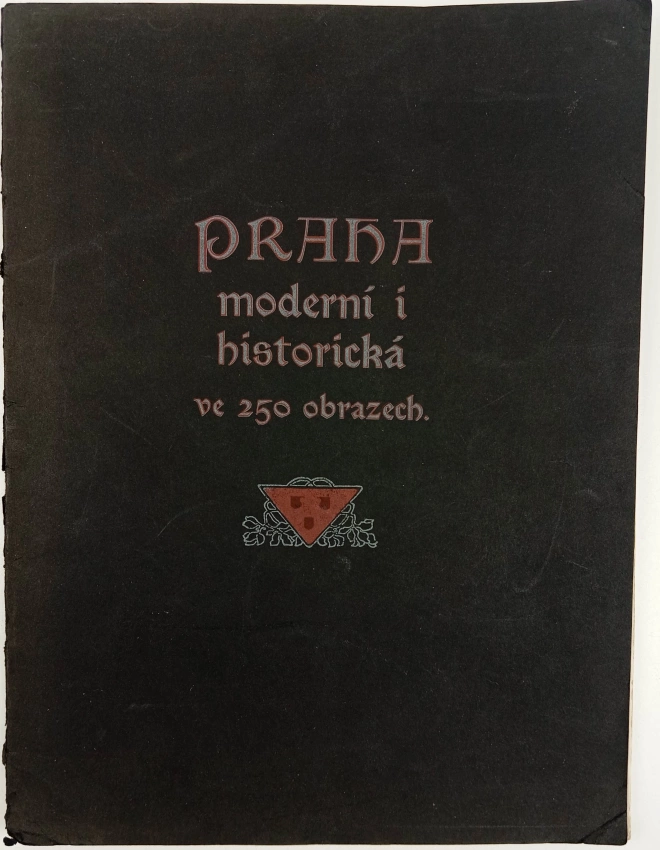 PRAHA
moderní i
historická
ve 250 obrazech.